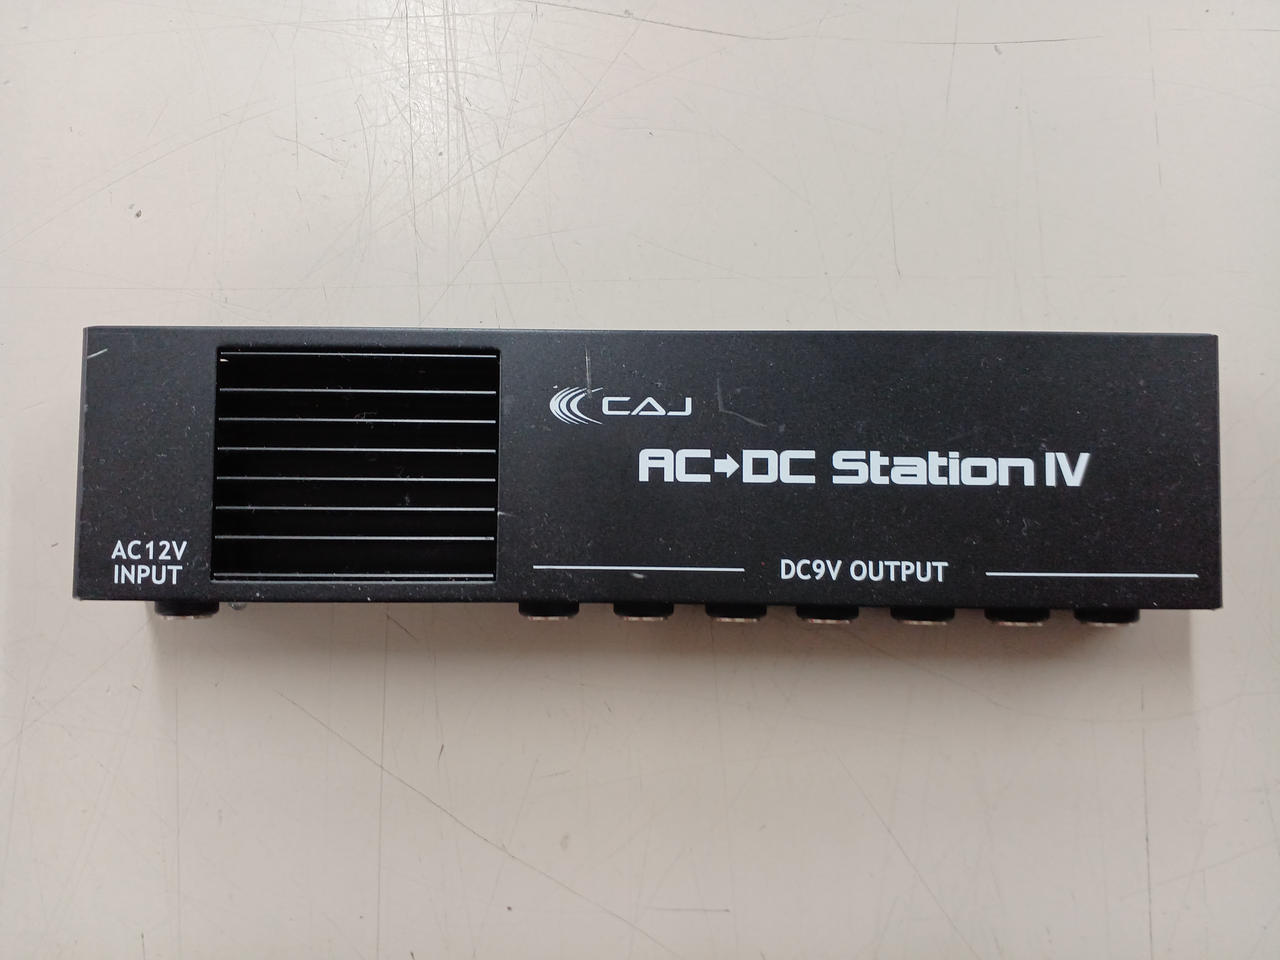 CAJ
AC➡DC Station IV
AC12V
INPUT
DC9V OUTPUT